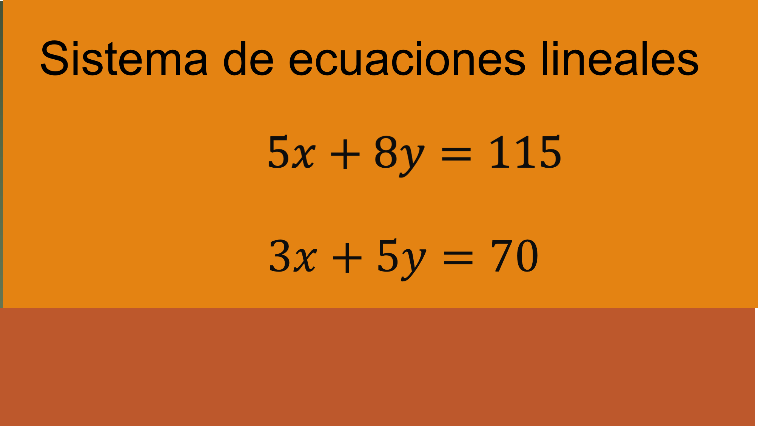 Sistema de ecuaciones lineales
5x + 8y = 115
3x + 5y = 70